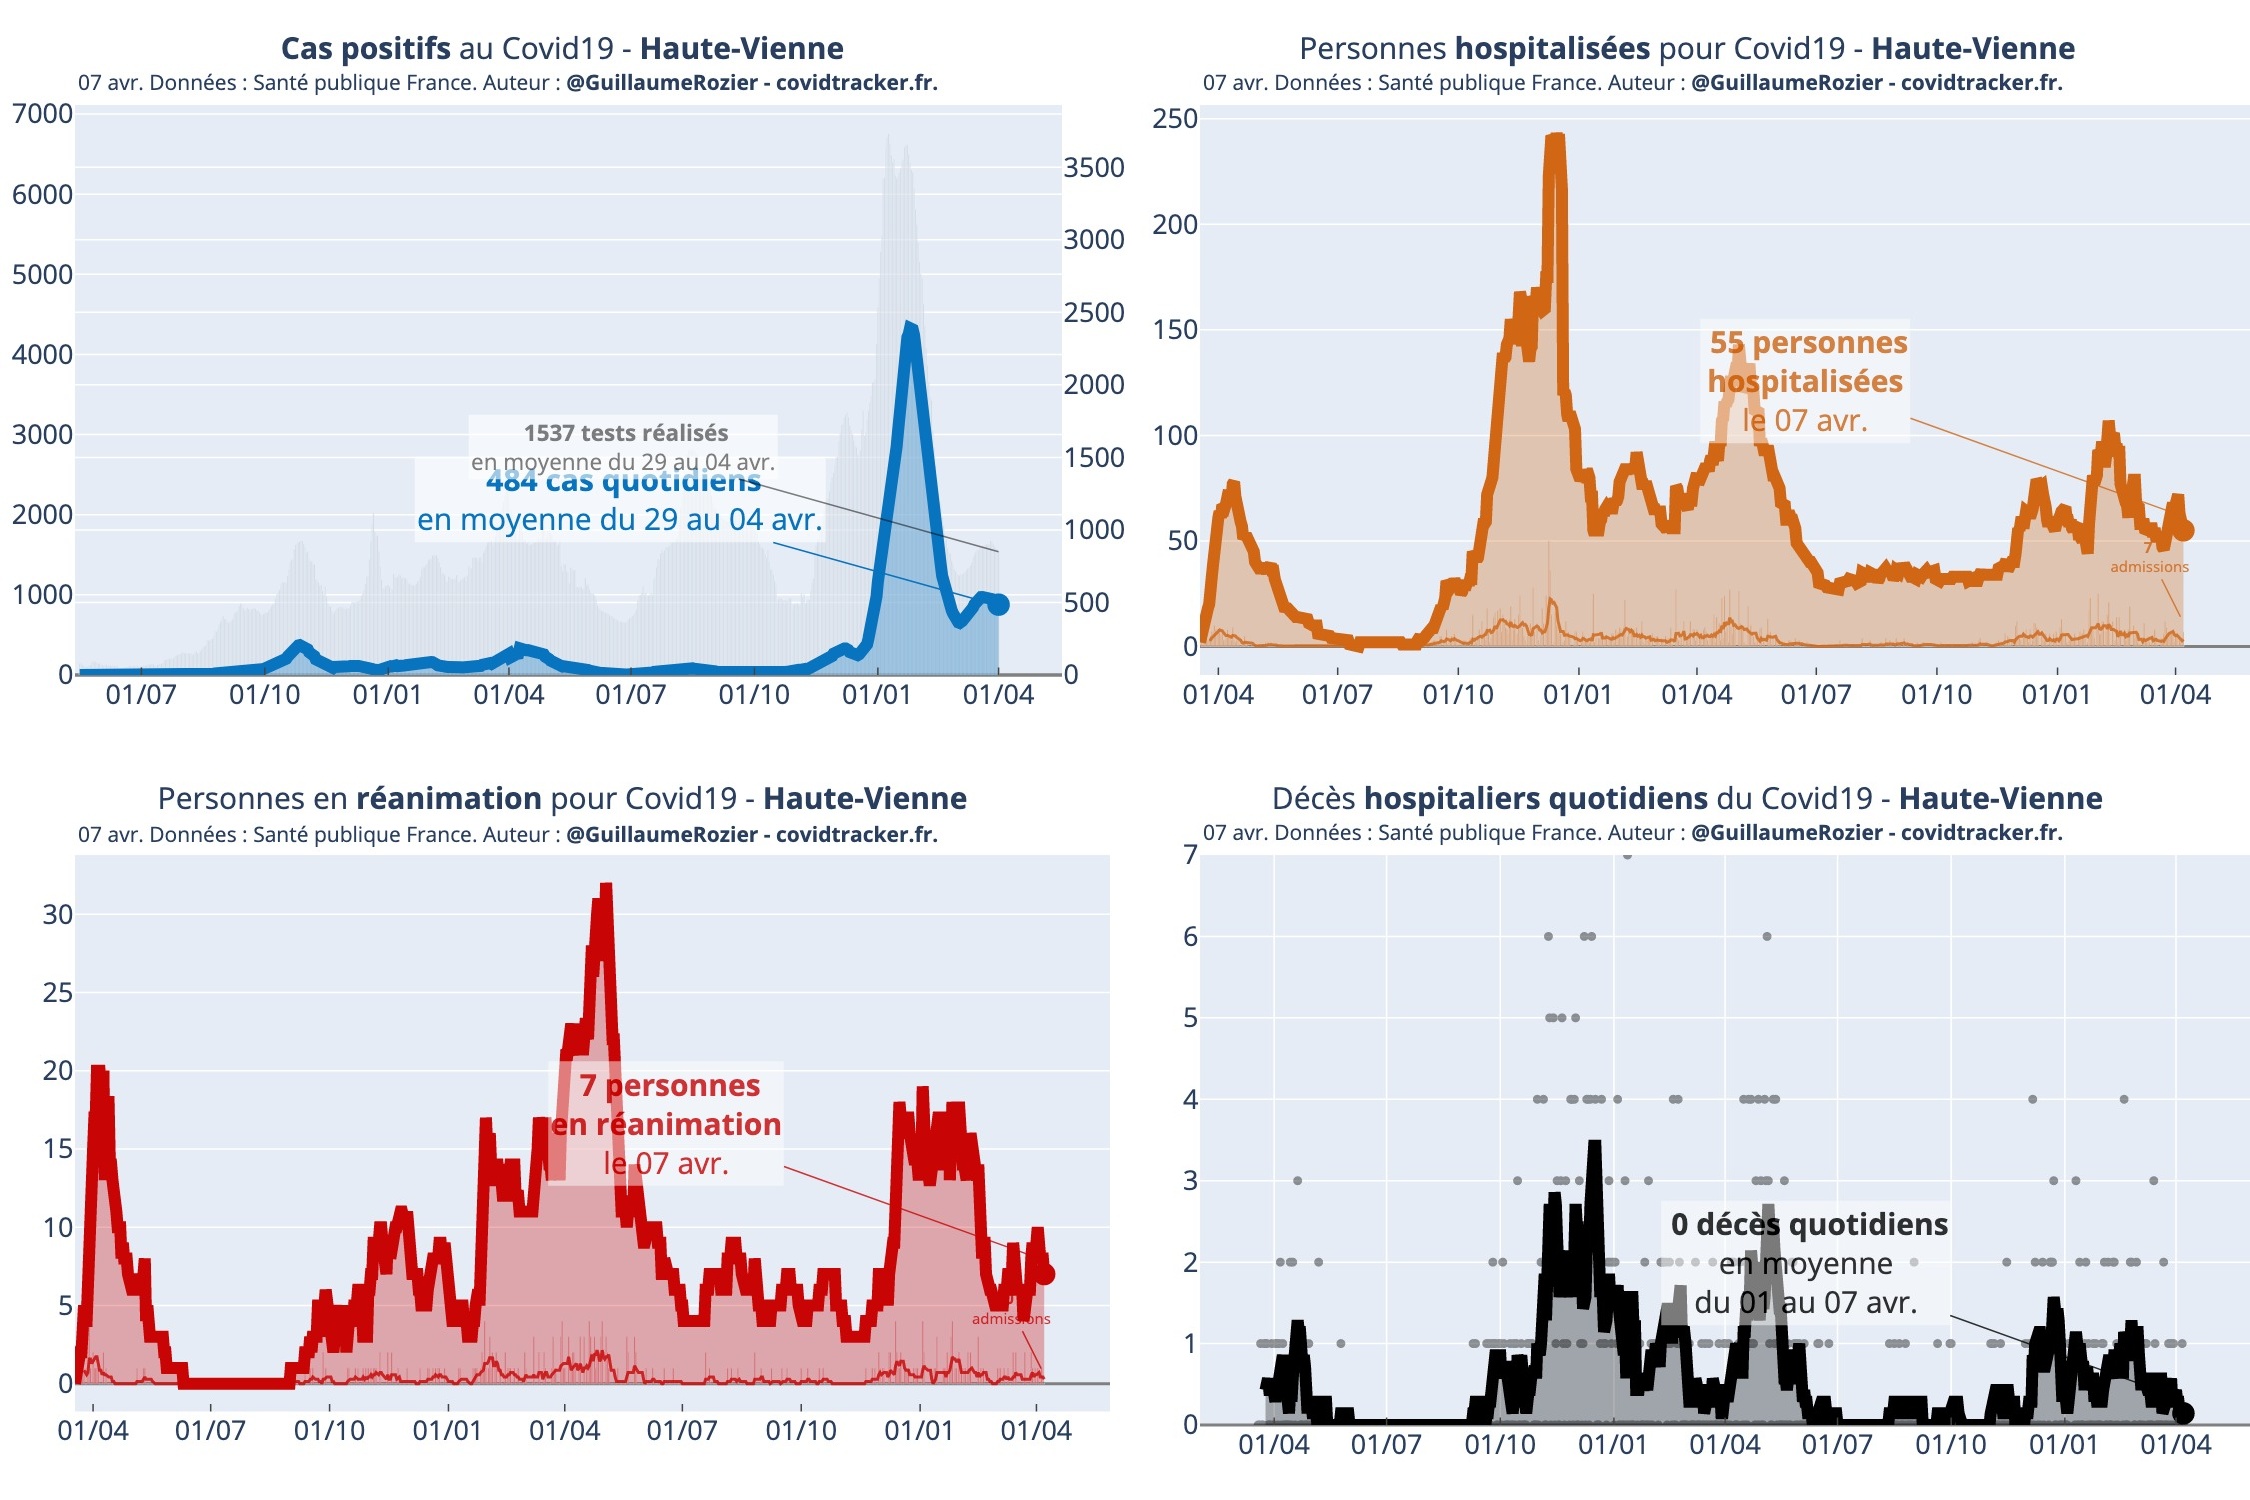 Cas positifs au Covid19 - Haute-Vienne
07 avr. Données : Santé publique France. Auteur : @GuillaumeRozier - covidtracker.fr.
7000
6000
5000
4000
3000
2000
1000
0
3500
3000
2500
2000
1500
1000
500
0
1537 tests réalisés
en moyenne du 29 au 04 avr.
484 cas quotidiens
en moyenne du 29 au 04 avr.
01/07 01/10 01/01 01/04 01/07 01/10 01/01 01/04
Personnes hospitalisées pour Covid19 - Haute-Vienne
07 avr. Données : Santé publique France. Auteur : @GuillaumeRozier - covidtracker.fr.
250
200
150
100
50
0
55 personnes
hospitalisées
le 07 avr.
7
admissions
01/04 01/07 01/10 01/01 01/04 01/07 01/10 01/01 01/04
Personnes en réanimation pour Covid19 - Haute-Vienne
07 avr. Données : Santé publique France. Auteur : @GuillaumeRozier - covidtracker.fr.
30
25
20
15
10
5
0
7 personnes
en réanimation
le 07 avr.
admissions
01/04 01/07 01/10 01/01 01/04 01/07 01/10 01/01 01/04
Décès hospitaliers quotidiens du Covid19 - Haute-Vienne
07 avr. Données : Santé publique France. Auteur : @GuillaumeRozier - covidtracker.fr.
7
6
5
4
3
2
1
0
0 décès quotidiens
en moyenne
du 01 au 07 avr.
01/04 01/07 01/10 01/01 01/04 01/07 01/10 01/01 01/04